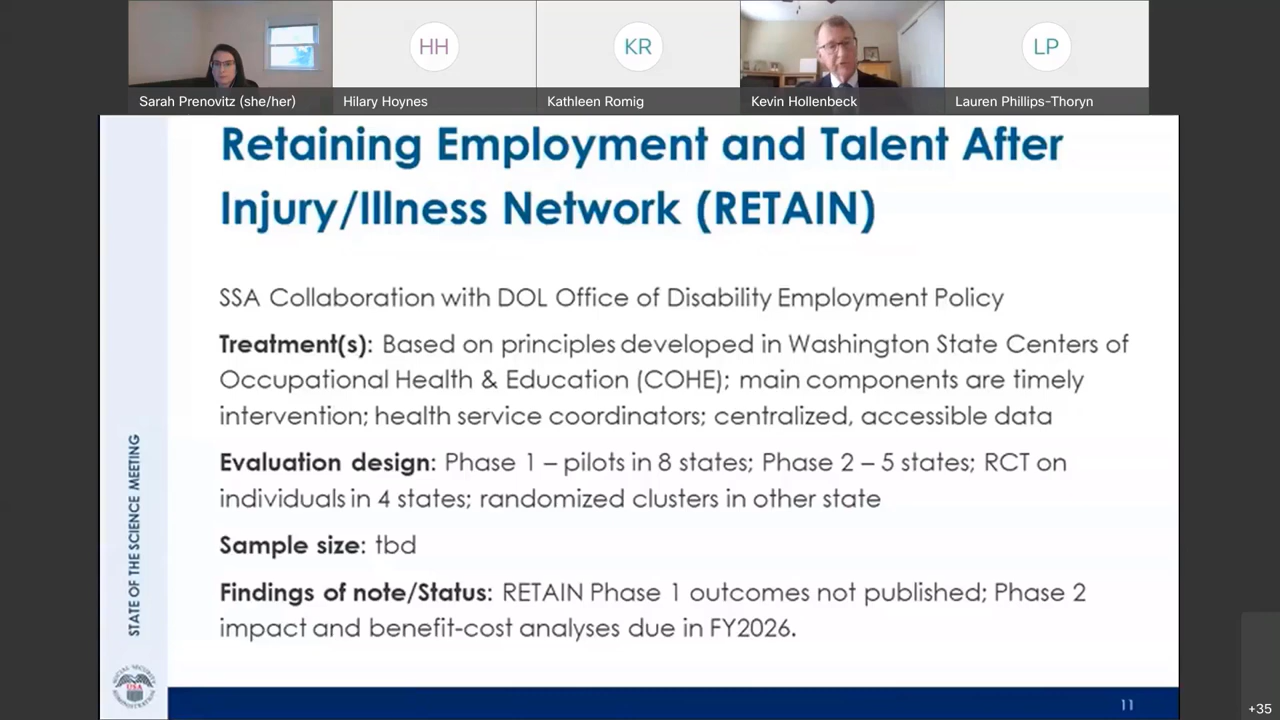 HH
KR
LP
Sarah Prenovitz (she/her)
Hilary Hoynes
Kathleen Romig
Kevin Hollenbeck
Lauren Phillips-Thoryn
Retaining Employment and Talent After
Injury/Illness Network (RETAIN)
SSA Collaboration with DOL Office of Disability Employment Policy
Treatment(s): Based on principles developed in Washington State Centers of
Occupational Health & Education (COHE); main components are timely
intervention; health service coordinators; centralized, accessible data
Evaluation design: Phase 1 – pilots in 8 states; Phase 2 – 5 states; RCT on
individuals in 4 states; randomized clusters in other state
Sample size: tbd
Findings of note/Status: RETAIN Phase 1 outcomes not published; Phase 2
impact and benefit-cost analyses due in FY2026.
STATE OF THE SCIENCE MEETING
SOCIAL SECURITY
USA
ADMINISTRATION
11
+35